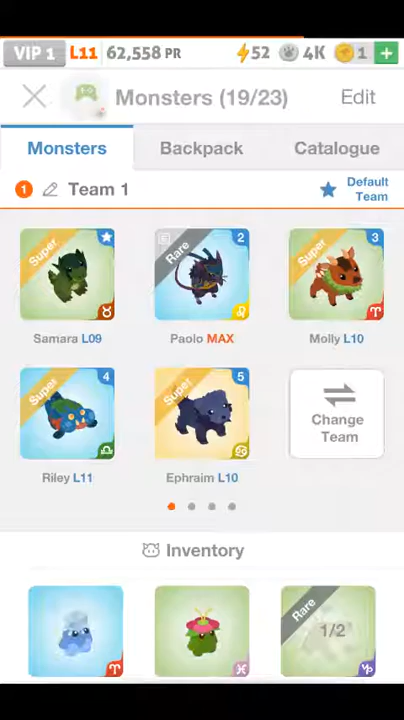 VIP 1 L11 62,558 PR 52 4K 1
Monsters (19/23) Edit
Monsters Backpack Catalogue
1 Team 1 Default Team
Super
Rare 2
Super 3
Samara L09 Paolo MAX Molly L10
Super 4
Super 5
Change Team
Riley L11 Ephraim L10
Inventory
Rare 1/2